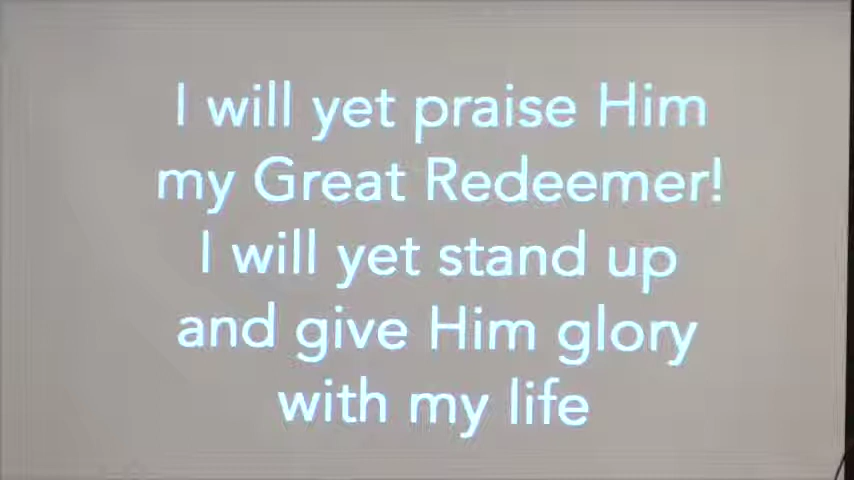 I will yet praise Him
my Great Redeemer!
I will yet stand up
and give Him glory
with my life